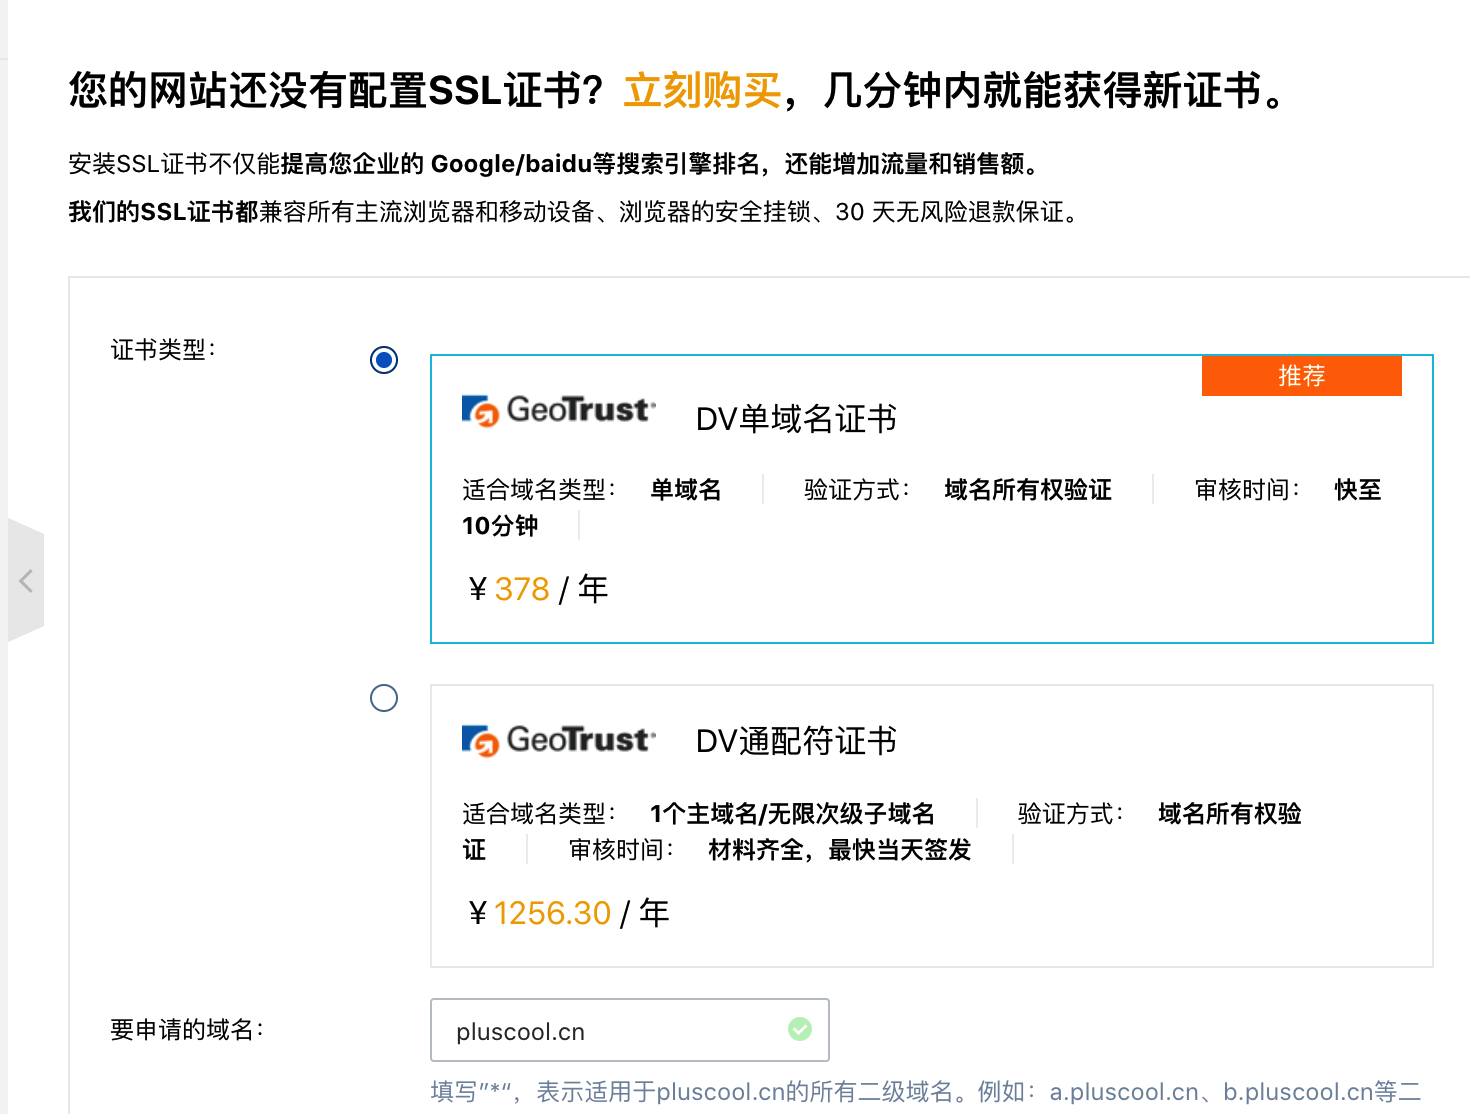 您的网站还没有配置SSL证书？立刻购买，几分钟内就能获得新证书。
安装SSL证书不仅能提高您企业的 Google/baidu等搜索引擎排名，还能增加流量和销售额。
我们的SSL证书都兼容所有主流浏览器和移动设备、浏览器的安全挂锁、30 天无风险退款保证。
证书类型：
推荐
GeoTrust DV单域名证书
适合域名类型： 单域名 验证方式： 域名所有权验证 审核时间： 快至
10分钟
¥ 378 / 年
GeoTrust DV通配符证书
适合域名类型： 1个主域名/无限次级子域名 验证方式： 域名所有权验
证 审核时间： 材料齐全，最快当天签发
¥ 1256.30 / 年
要申请的域名： pluscool.cn
填写”*“，表示适用于pluscool.cn的所有二级域名。例如：a.pluscool.cn、b.pluscool.cn等二